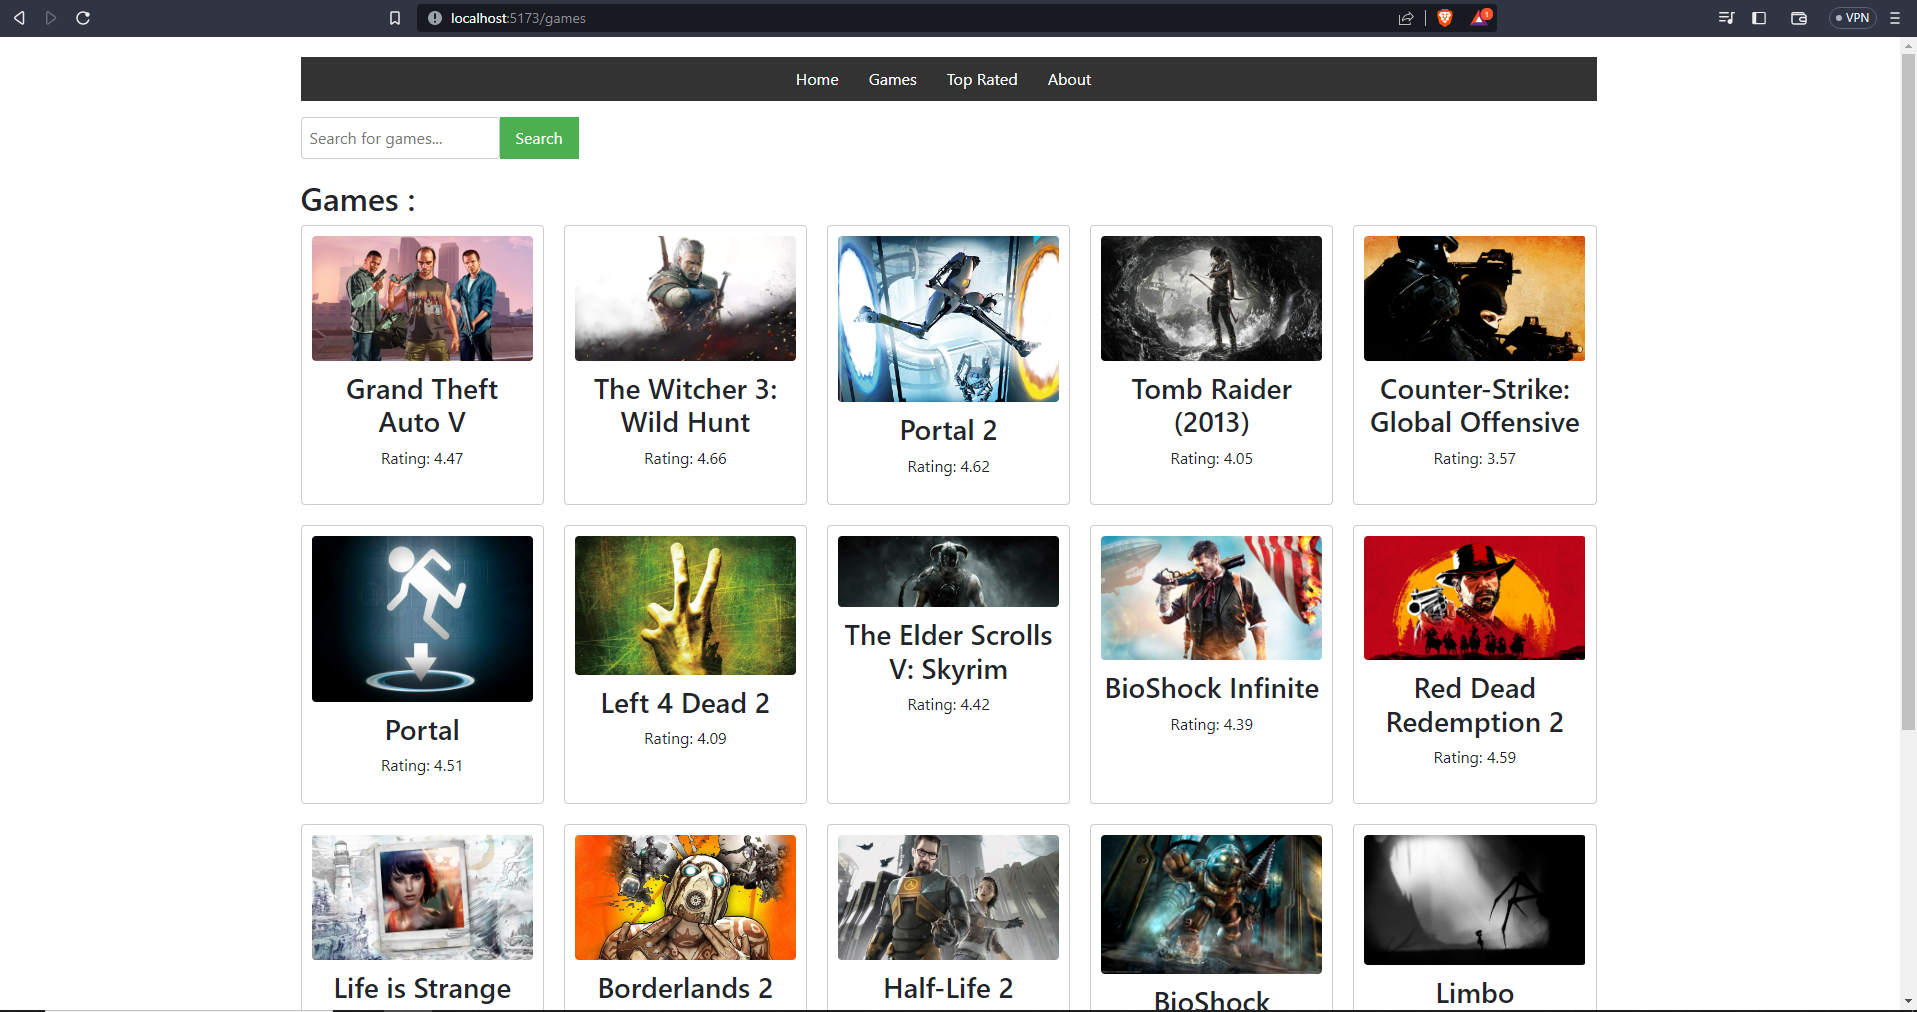 localhost:5173/games
1
VPN
Home Games Top Rated About
Search for games... Search
Games :
Grand Theft
Auto V
Rating: 4.47
The Witcher 3:
Wild Hunt
Rating: 4.66
Portal 2
Rating: 4.62
Tomb Raider
(2013)
Rating: 4.05
Counter-Strike:
Global Offensive
Rating: 3.57
Portal
Rating: 4.51
Left 4 Dead 2
Rating: 4.09
The Elder Scrolls
V: Skyrim
Rating: 4.42
BioShock Infinite
Rating: 4.39
Red Dead
Redemption 2
Rating: 4.59
Life is Strange
Borderlands 2
Half-Life 2
BioShock
Limbo